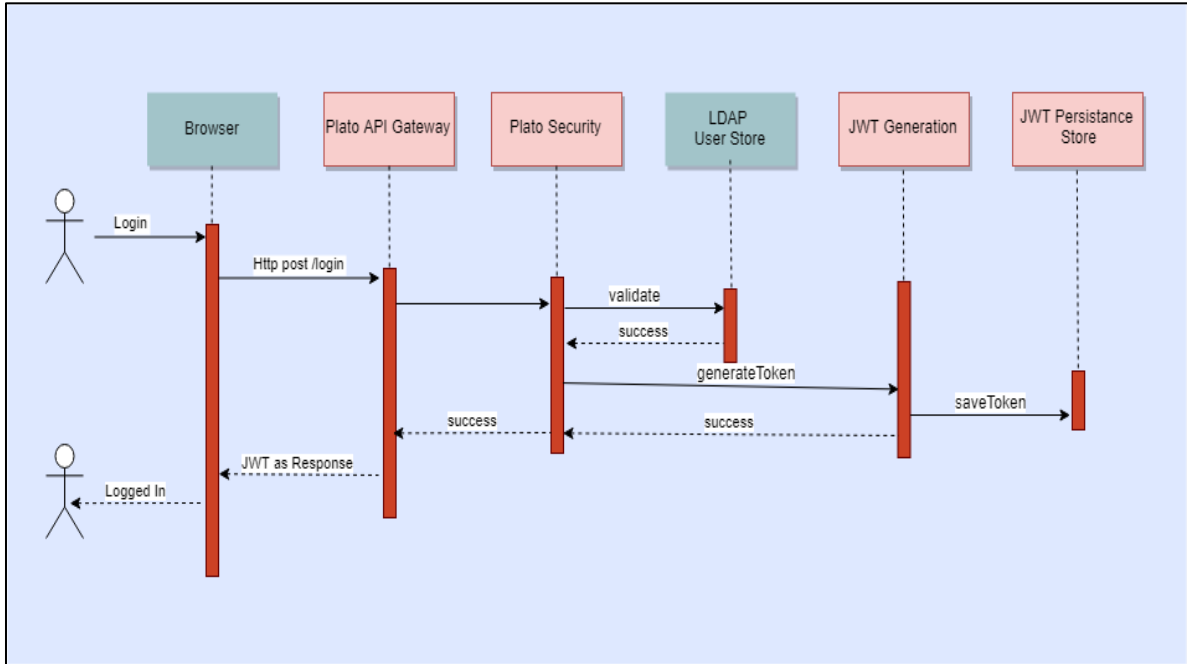 Browser
Plato API Gateway
Plato Security
LDAP
User Store
JWT Generation
JWT Persistance
Store
Login
Http post /login
validate
success
generateToken
saveToken
success
success
JWT as Response
Logged In